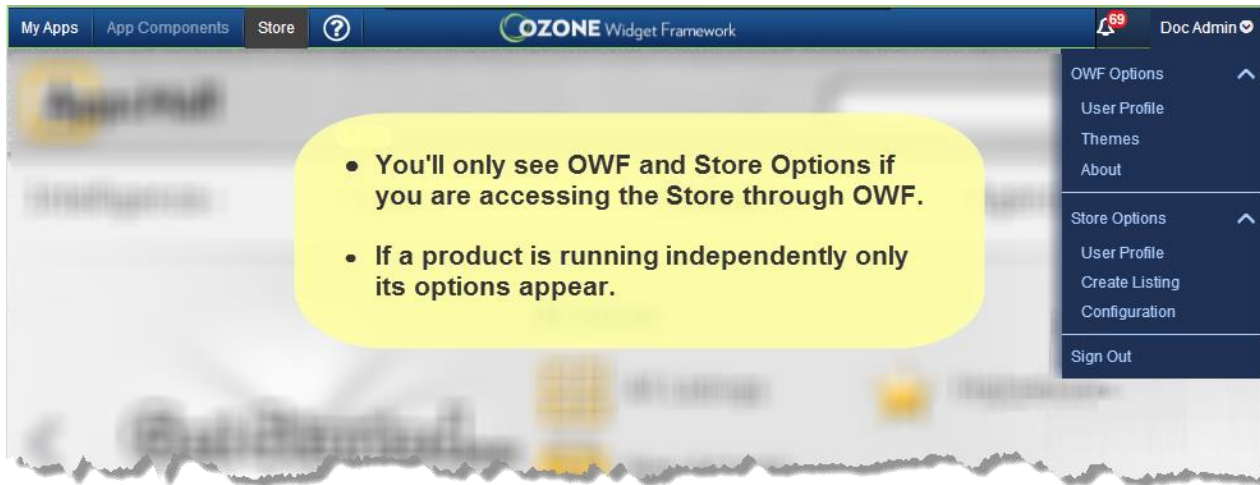 My Apps App Components Store ? OZONE Widget Framework 69 Doc Admin
OWF Options
User Profile
Themes
About
Store Options
User Profile
Create Listing
Configuration
Sign Out
• You'll only see OWF and Store Options if
you are accessing the Store through OWF.
• If a product is running independently only
its options appear.